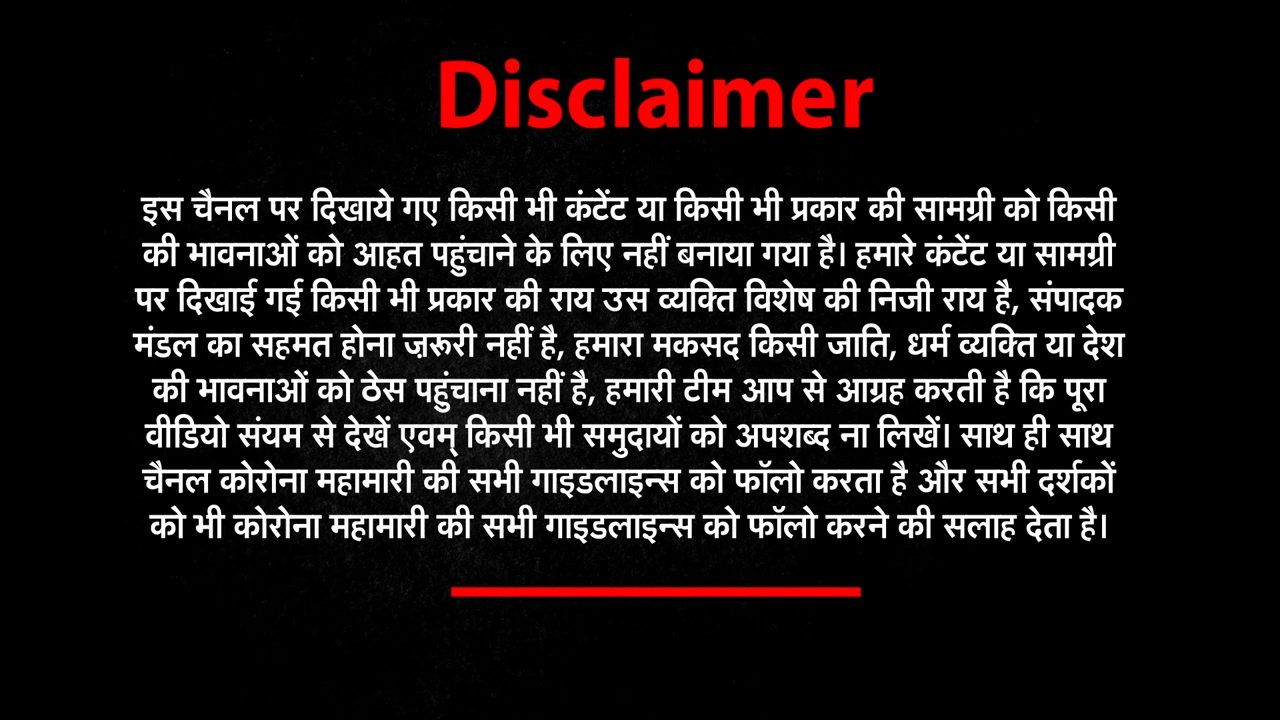 Disclaimer
इस चैनल पर दिखाये गए किसी भी कंटेंट या किसी भी प्रकार की सामग्री को किसी
की भावनाओं को आहत पहुंचाने के लिए नहीं बनाया गया है। हमारे कंटेंट या सामग्री
पर दिखाई गई किसी भी प्रकार की राय उस व्यक्ति विशेष की निजी राय है, संपादक
मंडल का सहमत होना ज़रूरी नहीं है, हमारा मकसद किसी जाति, धर्म व्यक्ति या देश
की भावनाओं को ठेस पहुंचाना नहीं है, हमारी टीम आप से आग्रह करती है कि पूरा
वीडियो संयम से देखें एवम् किसी भी समुदायों को अपशब्द ना लिखें। साथ ही साथ
चैनल कोरोना महामारी की सभी गाइडलाइन्स को फॉलो करता है और सभी दर्शकों
को भी कोरोना महामारी की सभी गाइडलाइन्स को फॉलो करने की सलाह देता है।